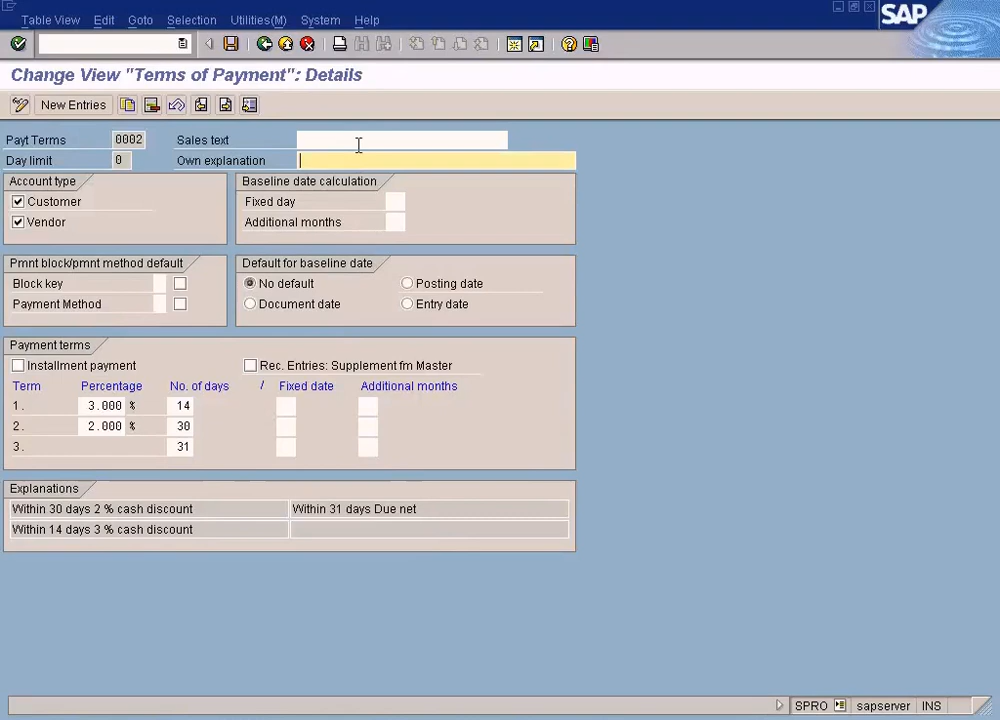 Table View Edit Goto Selection Utilities(M) System Help
SAP
Change View "Terms of Payment": Details
New Entries
Payt Terms 0002 Sales text
Day limit 0 Own explanation
Account type Baseline date calculation
Customer Fixed day
Vendor Additional months
Pmnt block/pmnt method default Default for baseline date
Block key No default Posting date
Payment Method Document date Entry date
Payment terms
Installment payment Rec. Entries: Supplement fm Master
Term Percentage No. of days / Fixed date Additional months
1. 3.000 % 14
2. 2.000 % 30
3. 31
Explanations
Within 30 days 2 % cash discount Within 31 days Due net
Within 14 days 3 % cash discount
SPRO sapserver INS